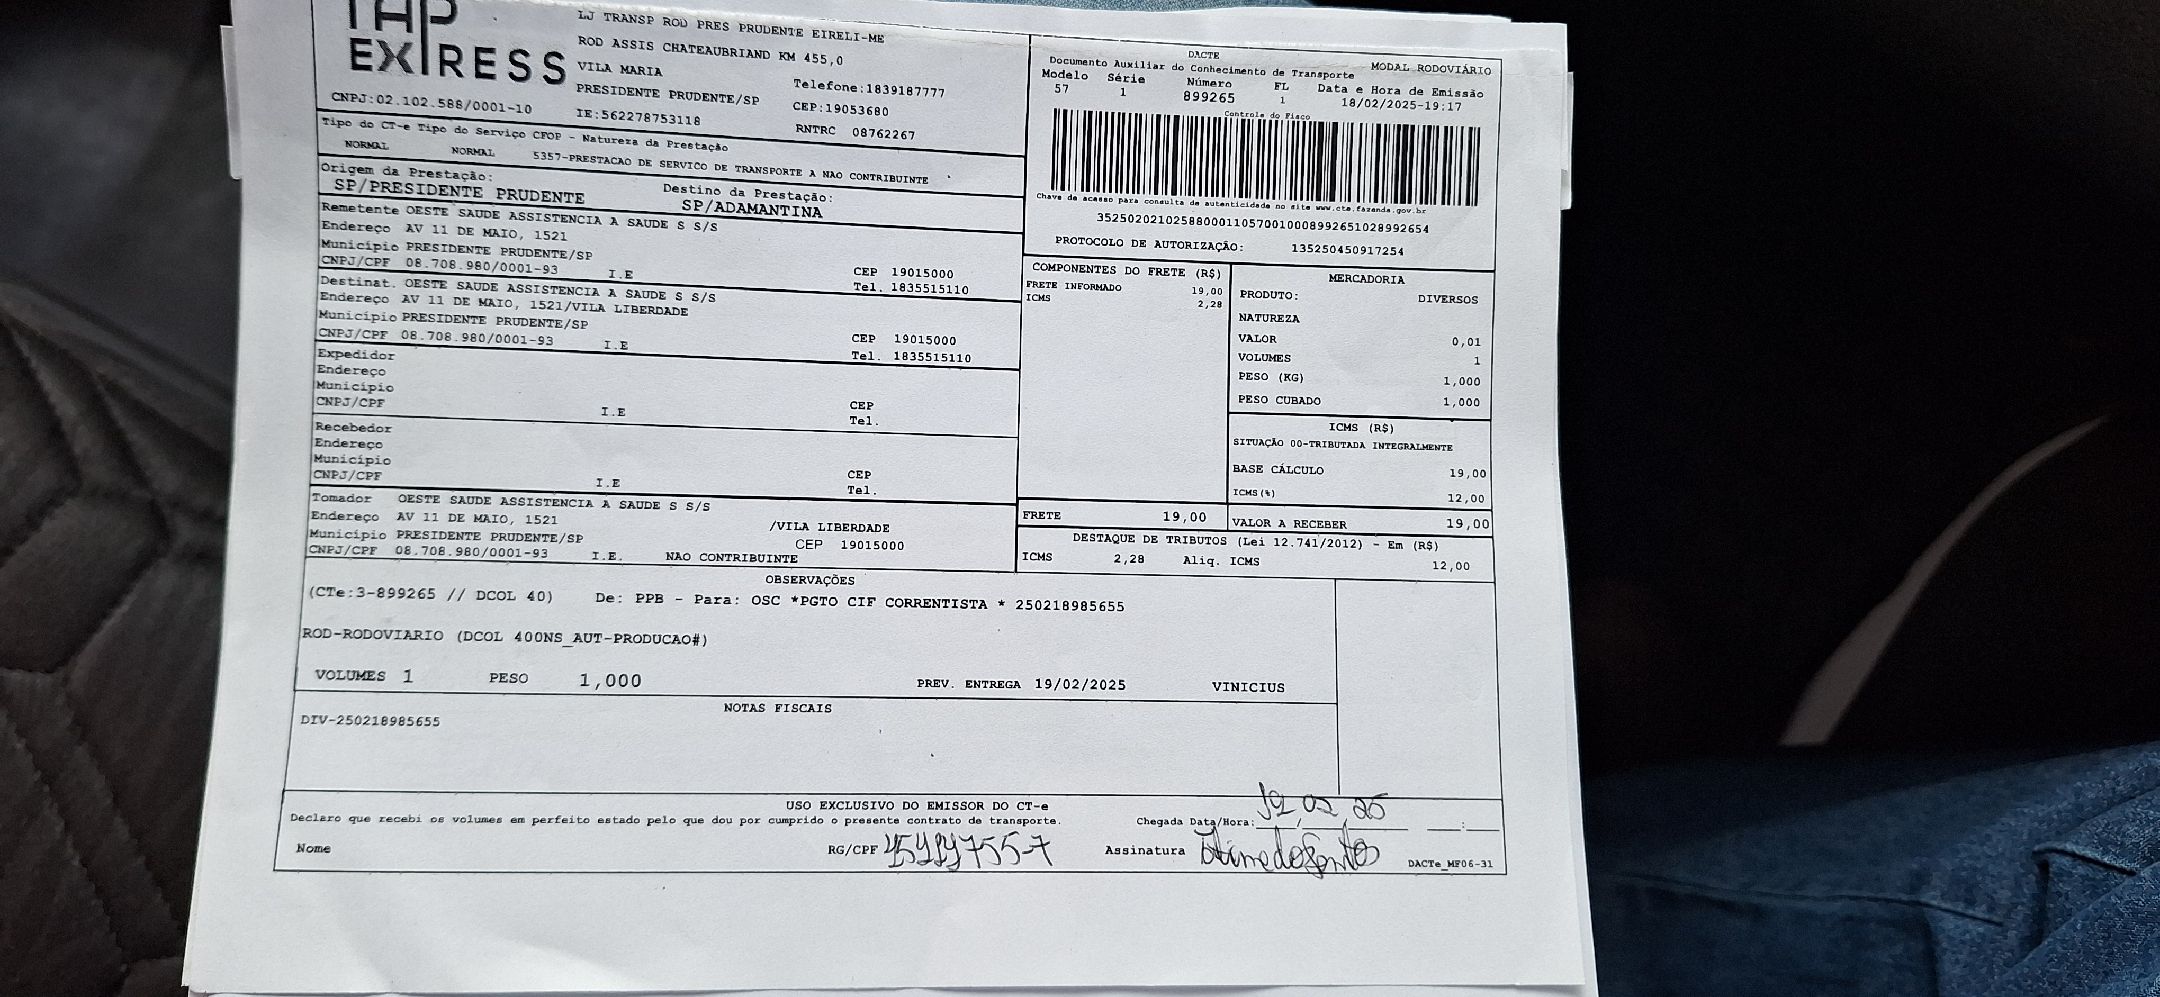 EXPRESS
CNPJ:02.102.588/0001-10
LJ TRANSP ROD PRES PRUDENTE EIRELI-ME
ROD ASSIS CHATEAUBRIAND KM 455,0
VILA MARIA
PRESIDENTE PRUDENTE/SP
IE:562278753118
Telefone:1839187777
CEP:19053680
RNTRC 08762267
DACTE
Documento Auxiliar do Conhecimento de Transporte
MODAL RODOVIÁRIO
Modelo Série Número FL Data e Hora de Emissão
57 1 899265 1 18/02/2025-19:17
Controle do Fisco
Chave de acesso para consulta de autenticidade no site www.cte.fazenda.gov.br
35250202102588000110570010008992651028992654
PROTOCOLO DE AUTORIZAÇÃO: 135250450917254
Tipo do CT-e Tipo do Serviço CFOP - Natureza da Prestação
NORMAL NORMAL 5357-PRESTACAO DE SERVICO DE TRANSPORTE A NAO CONTRIBUINTE
Origem da Prestação: Destino da Prestação:
SP/PRESIDENTE PRUDENTE SP/ADAMANTINA
Remetente OESTE SAUDE ASSISTENCIA A SAUDE S S/S
Endereço AV 11 DE MAIO, 1521
Município PRESIDENTE PRUDENTE/SP CEP 19015000
CNPJ/CPF 08.708.980/0001-93 I.E Tel. 1835515110
Destinat. OESTE SAUDE ASSISTENCIA A SAUDE S S/S
Endereço AV 11 DE MAIO, 1521/VILA LIBERDADE
Município PRESIDENTE PRUDENTE/SP CEP 19015000
CNPJ/CPF 08.708.980/0001-93 I.E Tel. 1835515110
Expedidor
Endereço
Município CEP
CNPJ/CPF I.E Tel.
Recebedor
Endereço
Município CEP
CNPJ/CPF I.E Tel.
Tomador OESTE SAUDE ASSISTENCIA A SAUDE S S/S
Endereço AV 11 DE MAIO, 1521 /VILA LIBERDADE
Município PRESIDENTE PRUDENTE/SP CEP 19015000
CNPJ/CPF 08.708.980/0001-93 I.E. NAO CONTRIBUINTE
COMPONENTES DO FRETE (R$)
FRETE INFORMADO 19,00
ICMS 2,28
MERCADORIA
PRODUTO: DIVERSOS
NATUREZA
VALOR 0,01
VOLUMES 1
PESO (KG) 1,000
PESO CUBADO 1,000
ICMS (R$)
SITUAÇÃO 00-TRIBUTADA INTEGRALMENTE
BASE CÁLCULO 19,00
ICMS(%) 12,00
FRETE 19,00 VALOR A RECEBER 19,00
DESTAQUE DE TRIBUTOS (Lei 12.741/2012) - Em (R$)
ICMS 2,28 Aliq. ICMS 12,00
OBSERVAÇÕES
(CTe:3-899265 // DCOL 40) De: PPB - Para: OSC *PGTO CIF CORRENTISTA * 250218985655
ROD-RODOVIARIO (DCOL 400NS_AUT-PRODUCAO#)
VOLUMES 1 PESO 1,000 PREV. ENTREGA 19/02/2025 VINICIUS
NOTAS FISCAIS
DIV-250218985655
USO EXCLUSIVO DO EMISSOR DO CT-e
Declaro que recebi os volumes em perfeito estado pelo que dou por cumprido o presente contrato de transporte. Chegada Data/Hora: 19/02/25 __:__
Nome RG/CPF Assinatura DACTe_MF06-31